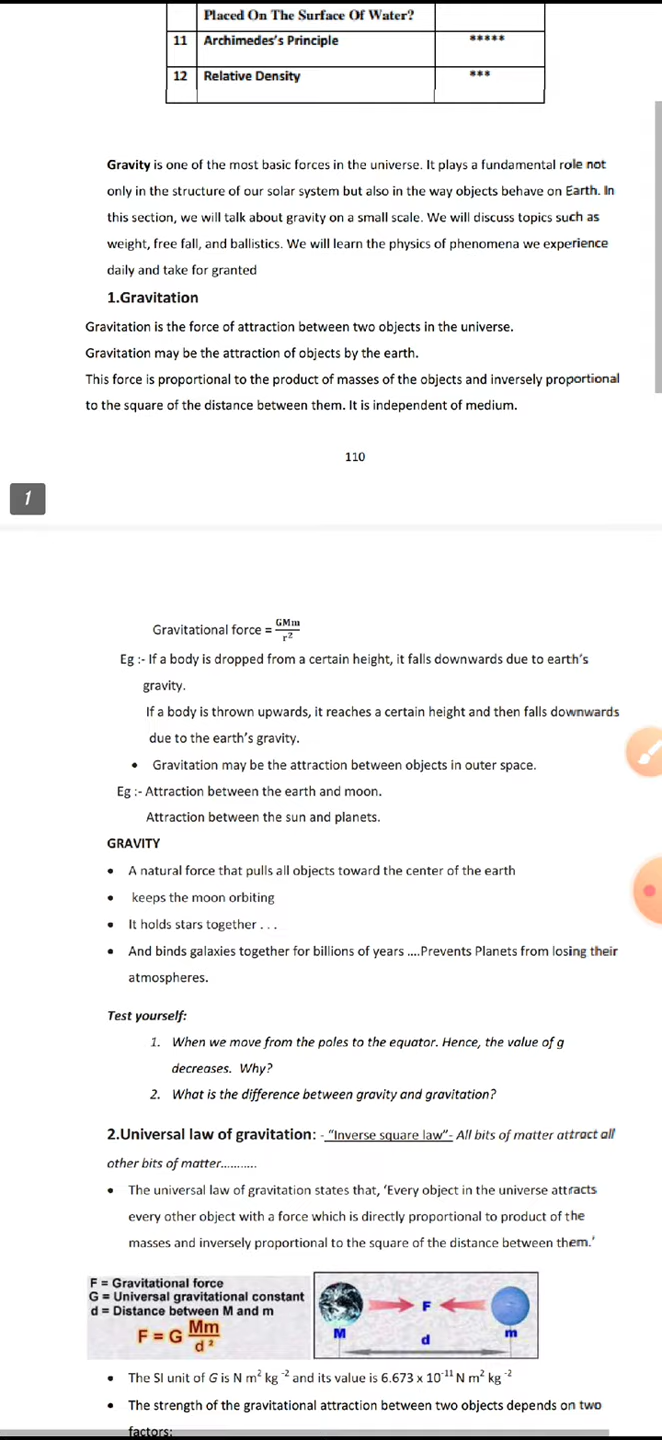 Placed On The Surface Of Water?
11 Archimedes's Principle *****
12 Relative Density ***
Gravity is one of the most basic forces in the universe. It plays a fundamental role not
only in the structure of our solar system but also in the way objects behave on Earth. In
this section, we will talk about gravity on a small scale. We will discuss topics such as
weight, free fall, and ballistics. We will learn the physics of phenomena we experience
daily and take for granted
1.Gravitation
Gravitation is the force of attraction between two objects in the universe.
Gravitation may be the attraction of objects by the earth.
This force is proportional to the product of masses of the objects and inversely proportional
to the square of the distance between them. It is independent of medium.
110
1
Gravitational force = GMm/r²
Eg :- If a body is dropped from a certain height, it falls downwards due to earth's
gravity.
If a body is thrown upwards, it reaches a certain height and then falls downwards
due to the earth's gravity.
• Gravitation may be the attraction between objects in outer space.
Eg :- Attraction between the earth and moon.
Attraction between the sun and planets.
GRAVITY
• A natural force that pulls all objects toward the center of the earth
• keeps the moon orbiting
• It holds stars together . . .
• And binds galaxies together for billions of years ....Prevents Planets from losing their
atmospheres.
Test yourself:
1. When we move from the poles to the equator. Hence, the value of g
decreases. Why?
2. What is the difference between gravity and gravitation?
2.Universal law of gravitation: - "Inverse square law"- All bits of matter attract all
other bits of matter...........
• The universal law of gravitation states that, 'Every object in the universe attracts
every other object with a force which is directly proportional to product of the
masses and inversely proportional to the square of the distance between them.'
F = Gravitational force
G = Universal gravitational constant
d = Distance between M and m
F = G Mm/d²
F
M d m
• The SI unit of G is N m² kg⁻² and its value is 6.673 x 10⁻¹¹ N m² kg⁻²
• The strength of the gravitational attraction between two objects depends on two
factors: